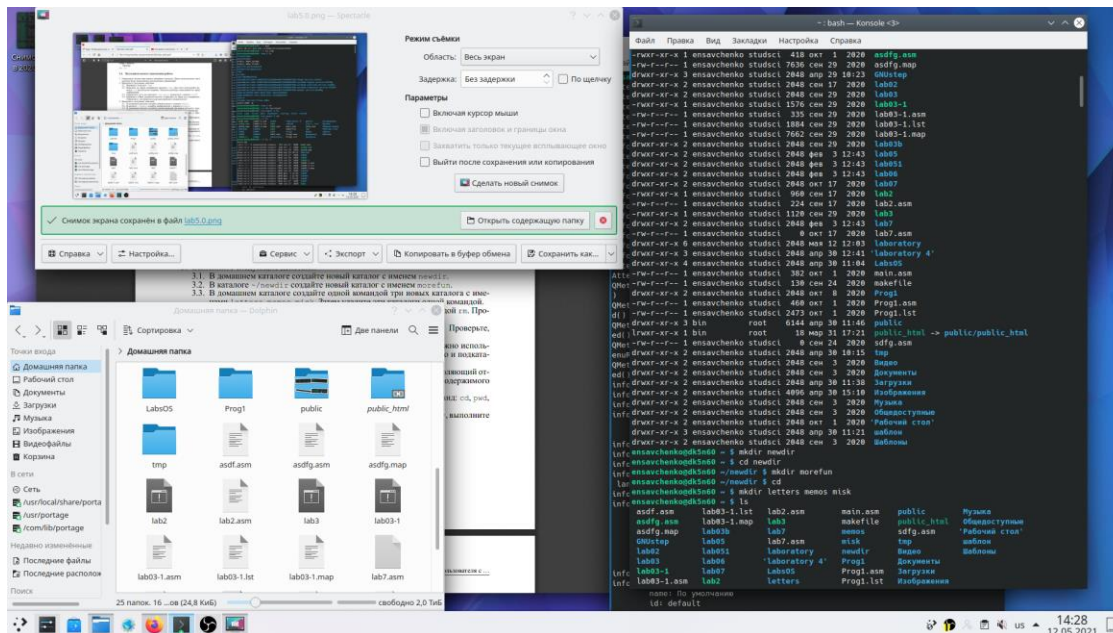 lab5.0.png — Spectacle
Режим съёмки
Область: Весь экран
Задержка: Без задержки По щелчку
Параметры
Включая курсор мыши
Включая заголовок и границы окна
Захватить только текущее всплывающее окно
Выйти после сохранения или копирования
Сделать новый снимок
Снимок экрана сохранён в файл lab5.0.png
Открыть содержащую папку
Справка Настройка... Сервис Экспорт Копировать в буфер обмена Сохранить как...
3.1. В домашнем каталоге создайте новый каталог с именем newdir.
3.2. В каталоге ~/newdir создайте новый каталог с именем morefun.
3.3. В домашнем каталоге создайте одной командой три новых каталога с име-
Домашняя папка — Dolphin
Сортировка Две панели
Точки входа
Домашняя папка
Рабочий стол
Документы
Загрузки
Музыка
Изображения
Видеофайлы
Корзина
В сети
Сеть
/usr/local/share/porta
/usr/portage
/com/lib/portage
Недавно изменённые
Последние файлы
Последние располож
Поиск
Домашняя папка
LabsOS Prog1 public public_html
tmp asdf.asm asdfg.asm asdfg.map
lab2 lab2.asm lab3 lab03-1
lab03-1.asm lab03-1.lst lab03-1.map lab7.asm
25 папок. 16 ...ов (24,8 КиБ) свободно 2,0 ТиБ
~ : bash — Konsole <3>
Файл Правка Вид Закладки Настройка Справка
-rwxr-xr-x 1 ensavchenko studsci 418 окт 1 2020 asdfg.asm
-rw-r--r-- 1 ensavchenko studsci 7636 сен 29 2020 asdfg.map
drwxr-xr-x 3 ensavchenko studsci 2048 апр 29 10:23 GNUstep
drwxr-xr-x 2 ensavchenko studsci 2048 сен 17 2020 lab02
drwxr-xr-x 2 ensavchenko studsci 2048 сен 29 2020 lab03
-rwxr-xr-x 1 ensavchenko studsci 1576 сен 29 2020 lab03-1
-rw-r--r-- 1 ensavchenko studsci 335 сен 29 2020 lab03-1.asm
-rw-r--r-- 1 ensavchenko studsci 1084 сен 29 2020 lab03-1.lst
-rw-r--r-- 1 ensavchenko studsci 7662 сен 29 2020 lab03-1.map
drwxr-xr-x 2 ensavchenko studsci 2048 сен 29 2020 lab03b
drwxr-xr-x 2 ensavchenko studsci 2048 фев 3 12:43 lab05
drwxr-xr-x 2 ensavchenko studsci 2048 фев 3 12:43 lab051
drwxr-xr-x 2 ensavchenko studsci 2048 фев 3 12:43 lab06
drwxr-xr-x 2 ensavchenko studsci 2048 окт 17 2020 lab07
-rwxr-xr-x 1 ensavchenko studsci 960 сен 17 2020 lab2
-rw-r--r-- 1 ensavchenko studsci 224 сен 17 2020 lab2.asm
-rwxr-xr-x 1 ensavchenko studsci 1120 сен 29 2020 lab3
drwxr-xr-x 2 ensavchenko studsci 2048 фев 3 12:43 lab7
-rw-r--r-- 1 ensavchenko studsci 0 окт 17 2020 lab7.asm
drwxr-xr-x 6 ensavchenko studsci 2048 мая 12 12:03 laboratory
drwxr-xr-x 3 ensavchenko studsci 2048 апр 30 12:41 'laboratory 4'
drwxr-xr-x 4 ensavchenko studsci 2048 апр 30 11:04 LabsOS
-rw-r--r-- 1 ensavchenko studsci 382 окт 1 2020 main.asm
-rw-r--r-- 1 ensavchenko studsci 130 сен 24 2020 makefile
drwxr-xr-x 2 ensavchenko studsci 2048 окт 8 2020 Prog1
-rw-r--r-- 1 ensavchenko studsci 460 окт 1 2020 Prog1.asm
-rw-r--r-- 1 ensavchenko studsci 2473 окт 1 2020 Prog1.lst
drwxr-xr-x 3 bin root 6144 апр 30 11:46 public
lrwxr-xr-x 1 bin root 18 мар 31 17:21 public_html -> public/public_html
-rw-r--r-- 1 ensavchenko studsci 0 сен 24 2020 sdfg.asm
drwxr-xr-x 2 ensavchenko studsci 2048 апр 30 10:15 tmp
drwxr-xr-x 2 ensavchenko studsci 2048 сен 3 2020 Видео
drwxr-xr-x 2 ensavchenko studsci 2048 сен 3 2020 Документы
drwxr-xr-x 2 ensavchenko studsci 2048 апр 30 11:38 Загрузки
drwxr-xr-x 2 ensavchenko studsci 4096 апр 30 15:10 Изображения
drwxr-xr-x 2 ensavchenko studsci 2048 сен 3 2020 Музыка
drwxr-xr-x 2 ensavchenko studsci 2048 сен 3 2020 Общедоступные
drwxr-xr-x 2 ensavchenko studsci 2048 окт 1 2020 'Рабочий стол'
drwxr-xr-x 3 ensavchenko studsci 2048 апр 30 11:21 шаблон
drwxr-xr-x 2 ensavchenko studsci 2048 сен 3 2020 Шаблоны
ensavchenko@dk5n60 ~ $ mkdir newdir
ensavchenko@dk5n60 ~ $ cd newdir
ensavchenko@dk5n60 ~/newdir $ mkdir morefun
ensavchenko@dk5n60 ~/newdir $ cd
ensavchenko@dk5n60 ~ $ mkdir letters memos misk
ensavchenko@dk5n60 ~ $ ls
asdf.asm lab03-1.lst lab2.asm main.asm public Музыка
asdfg.asm lab03-1.map lab3 makefile public_html Общедоступные
asdfg.map lab03b lab7 memos sdfg.asm 'Рабочий стол'
GNUstep lab05 lab7.asm misk tmp шаблон
lab02 lab051 laboratory newdir Видео Шаблоны
lab03 lab06 'laboratory 4' Prog1 Документы
lab03-1 lab07 LabsOS Prog1.asm Загрузки
lab03-1.asm lab2 letters Prog1.lst Изображения
name: По умолчанию
id: default
us 14:28
12.05.2021